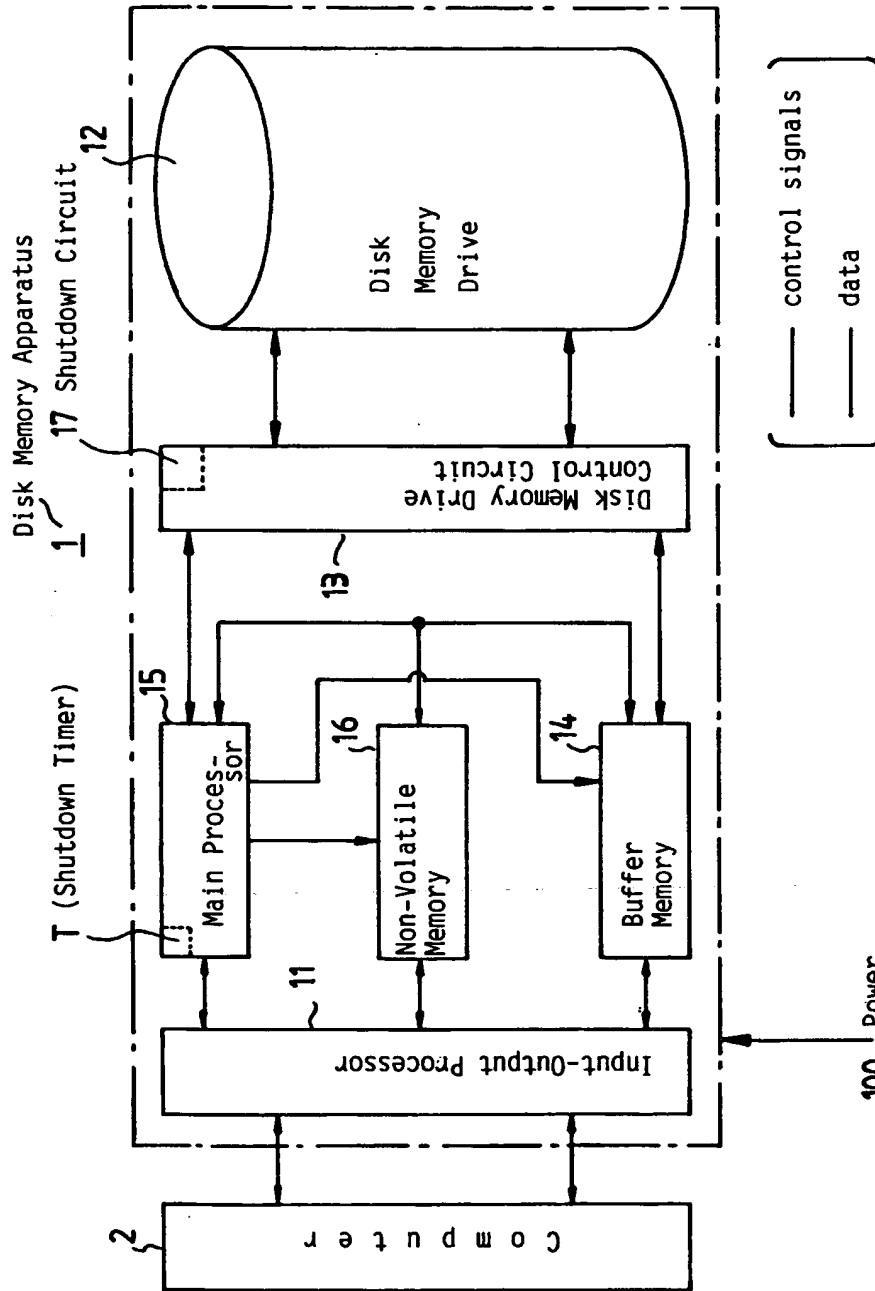 Disk Memory Apparatus
1
17 Shutdown Circuit
12
T (Shutdown Timer)
15
Main Proces-
sor
Disk
Memory
Drive
Disk Memory Drive
Control Circuit
13
16
Non-Volatile
Memory
14
Buffer
Memory
11
Input-Output Processor
2
Computer
100 Power
control signals
data